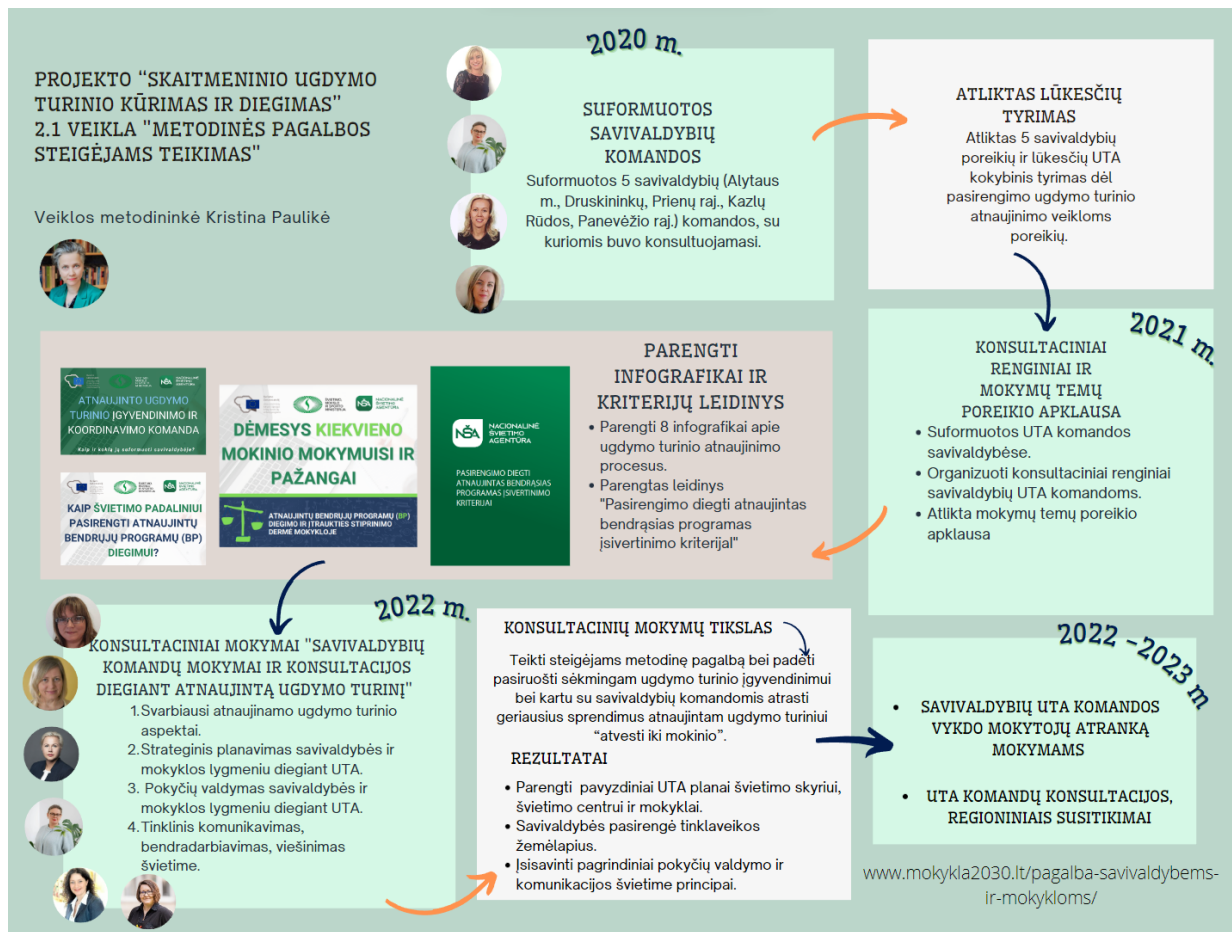 PROJEKTO “SKAITMENINIO UGDYMO
TURINIO KŪRIMAS IR DIEGIMAS”
2.1 VEIKLA "METODINĖS PAGALBOS
STEIGĖJAMS TEIKIMAS"
Veiklos metodininkė Kristina Paulikė
2020 m.
SUFORMUOTOS
SAVIVALDYBIŲ
KOMANDOS
Suformuotos 5 savivaldybių (Alytaus
m., Druskininkų, Prienų raj., Kazlų
Rūdos, Panevėžio raj.) komandos, su
kuriomis buvo konsultuojamasi.
ATLIKTAS LŪKESČIŲ
TYRIMAS
Atliktas 5 savivaldybių
poreikių ir lūkesčių UTA
kokybinis tyrimas dėl
pasirengimo ugdymo turinio
atnaujinimo veikloms
poreikių.
2021 m.
KONSULTACINIAI
RENGINIAI IR
MOKYMŲ TEMŲ
POREIKIO APKLAUSA
• Suformuotos UTA komandos
savivaldybėse.
• Organizuoti konsultaciniai renginiai
savivaldybių UTA komandoms.
• Atlikta mokymų temų poreikio
apklausa
ATNAUJINTO UGDYMO
TURINIO ĮGYVENDINIMO IR
KOORDINAVIMO KOMANDA
Kaip ir kokią ją suformuoti savivaldybėje?
KAIP ŠVIETIMO PADALINIUI
PASIRENGTI ATNAUJINTŲ
BENDRŲJŲ PROGRAMŲ (BP)
DIEGIMUI?
NŠA NACIONALINĖ
ŠVIETIMO
AGENTŪRA
DĖMESYS KIEKVIENO
MOKINIO MOKYMUISI IR
PAŽANGAI
ATNAUJINTŲ BENDRŲJŲ PROGRAMŲ (BP)
DIEGIMO IR ĮTRAUKTIES STIPRINIMO
DERMĖ MOKYKLOJE
NŠA NACIONALINĖ
ŠVIETIMO
AGENTŪRA
PASIRENGIMO DIEGTI
ATNAUJINTAS BENDRĄSIAS
PROGRAMAS ĮSIVERTINIMO
KRITERIJAI
PARENGTI
INFOGRAFIKAI IR
KRITERIJŲ LEIDINYS
• Parengti 8 infografikai apie
ugdymo turinio atnaujinimo
procesus.
• Parengtas leidinys
"Pasirengimo diegti atnaujintas
bendrąsias programas
įsivertinimo kriterijaI"
2022 m.
KONSULTACINIAI MOKYMAI "SAVIVALDYBIŲ
KOMANDŲ MOKYMAI IR KONSULTACIJOS
DIEGIANT ATNAUJINTĄ UGDYMO TURINĮ"
1. Svarbiausi atnaujinamo ugdymo turinio
aspektai.
2. Strateginis planavimas savivaldybės ir
mokyklos lygmeniu diegiant UTA.
3. Pokyčių valdymas savivaldybės ir
mokyklos lygmeniu diegiant UTA.
4. Tinklinis komunikavimas,
bendradarbiavimas, viešinimas
švietime.
KONSULTACINIŲ MOKYMŲ TIKSLAS
Teikti steigėjams metodinę pagalbą bei padėti
pasiruošti sėkmingam ugdymo turinio įgyvendinimui
bei kartu su savivaldybių komandomis atrasti
geriausius sprendimus atnaujintam ugdymo turiniui
“atvesti iki mokinio”.
REZULTATAI
• Parengti pavyzdiniai UTA planai švietimo skyriui,
švietimo centrui ir mokyklai.
• Savivaldybės pasirengė tinklaveikos
žemėlapius.
• Įsisavinti pagrindiniai pokyčių valdymo ir
komunikacijos švietime principai.
2022 -2023 m
• SAVIVALDYBIŲ UTA KOMANDOS
VYKDO MOKYTOJŲ ATRANKĄ
MOKYMAMS
• UTA KOMANDŲ KONSULTACIJOS,
REGIONINIAIS SUSITIKIMAI
www.mokykla2030.lt/pagalba-savivaldybems-
ir-mokykloms/